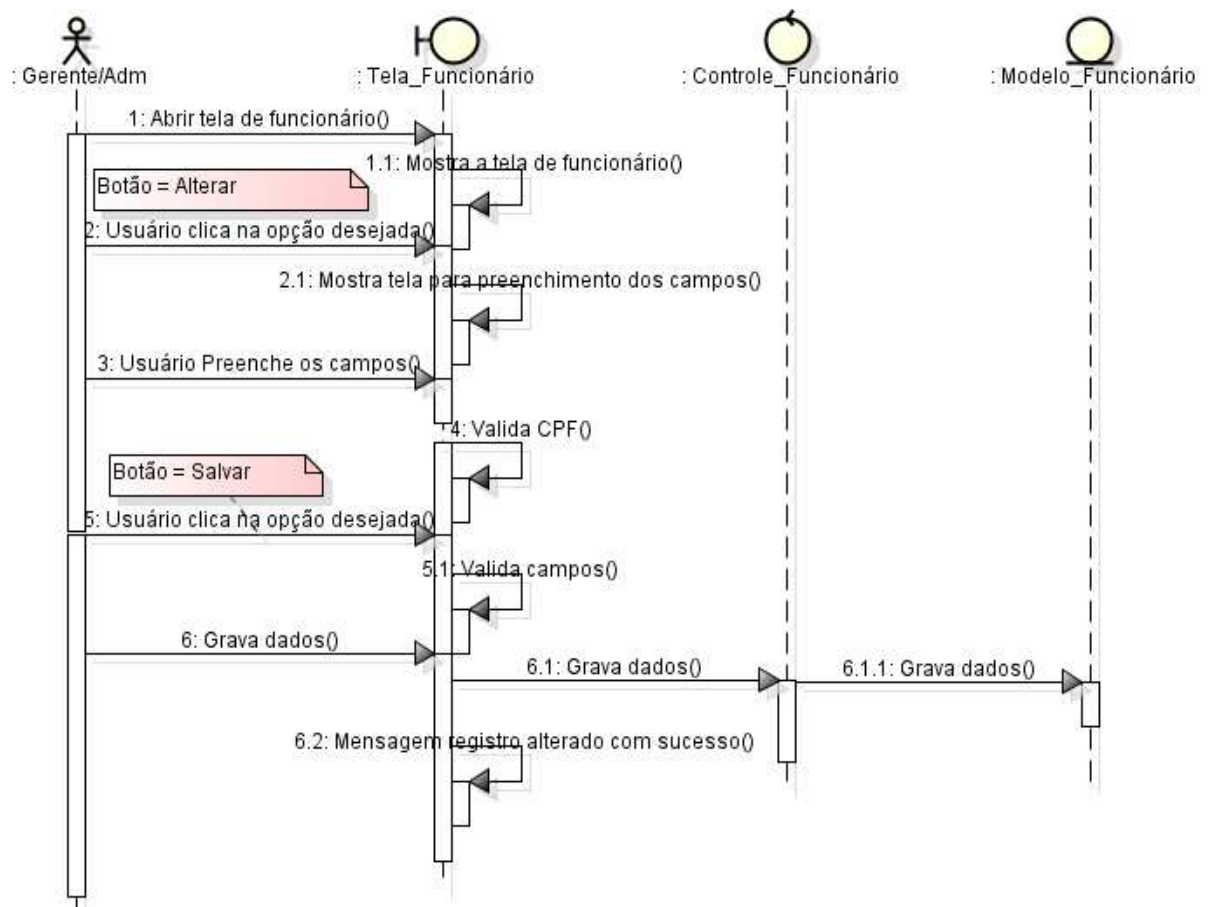 : Gerente/Adm
: Tela_Funcionário
: Controle_Funcionário
: Modelo_Funcionário
1: Abrir tela de funcionário()
1.1: Mostra a tela de funcionário()
Botão = Alterar
2: Usuário clica na opção desejada()
2.1: Mostra tela para preenchimento dos campos()
3: Usuário Preenche os campos()
4: Valida CPF()
Botão = Salvar
5: Usuário clica na opção desejada()
5.1: Valida campos()
6: Grava dados()
6.1: Grava dados()
6.1.1: Grava dados()
6.2: Mensagem registro alterado com sucesso()